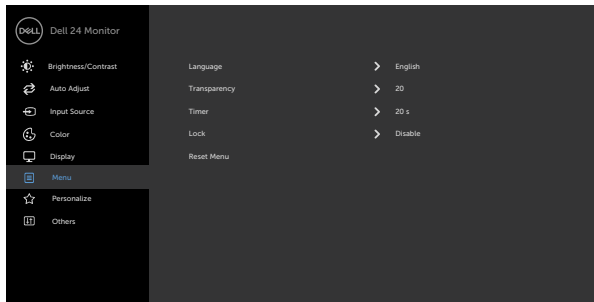 DELL Dell 24 Monitor
Brightness/Contrast
Auto Adjust
Input Source
Color
Display
Menu
Personalize
Others
Language English
Transparency 20
Timer 20 s
Lock Disable
Reset Menu